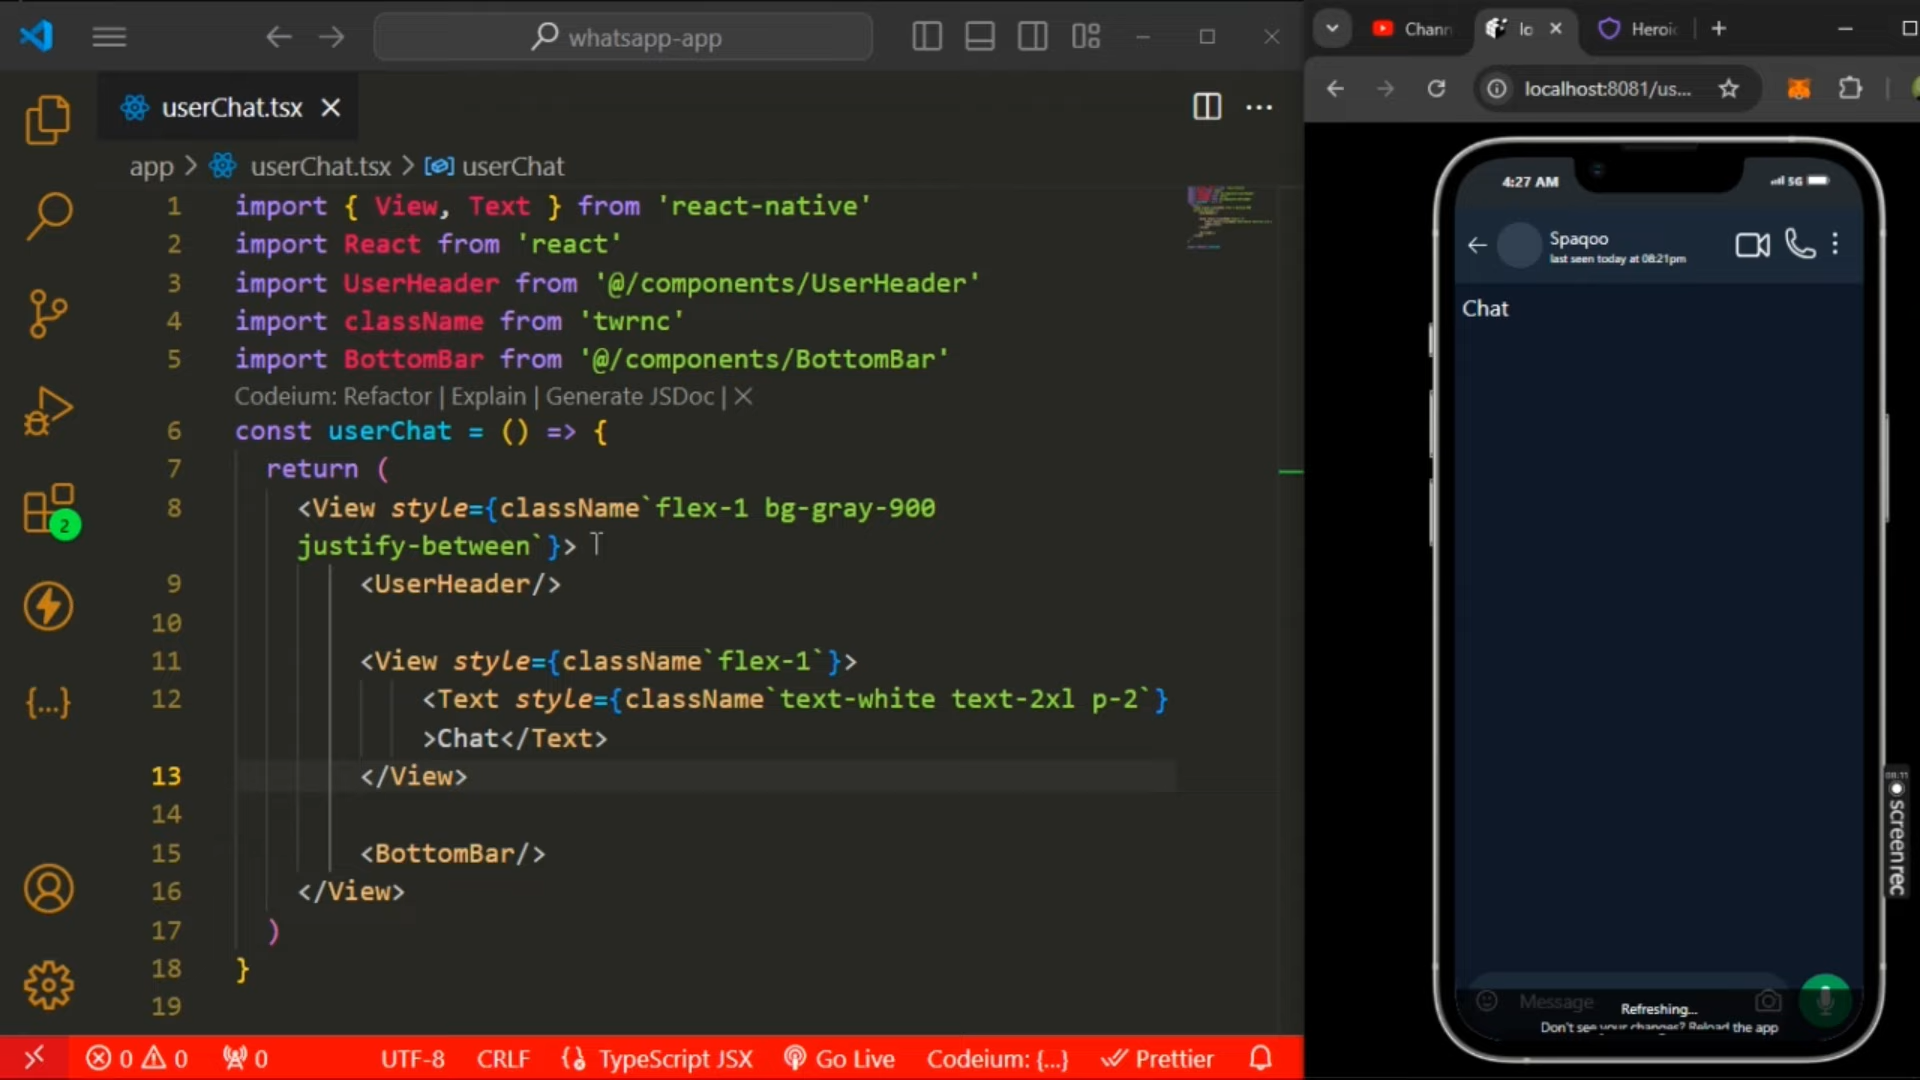 whatsapp-app
userChat.tsx
app > userChat.tsx > userChat
1 import { View, Text } from 'react-native'
2 import React from 'react'
3 import UserHeader from '@/components/UserHeader'
4 import className from 'twrnc'
5 import BottomBar from '@/components/BottomBar'
Codeium: Refactor | Explain | Generate JSDoc | X
6 const userChat = () => {
7 return (
8 <View style={className`flex-1 bg-gray-900
justify-between`}>
9 <UserHeader/>
10
11 <View style={className`flex-1`}>
12 <Text style={className`text-white text-2xl p-2`}
>Chat</Text>
13 </View>
14
15 <BottomBar/>
16 </View>
17 )
18 }
19
2
{...}
0 0 0 UTF-8 CRLF TypeScript JSX Go Live Codeium: {...} Prettier
Chann
lo
Heroic
localhost:8081/us...
4:27 AM
5G
Spaqoo
last seen today at 08:21pm
Chat
Message
Refreshing...
Don't see your changes? Reload the app
08:11
screenrec